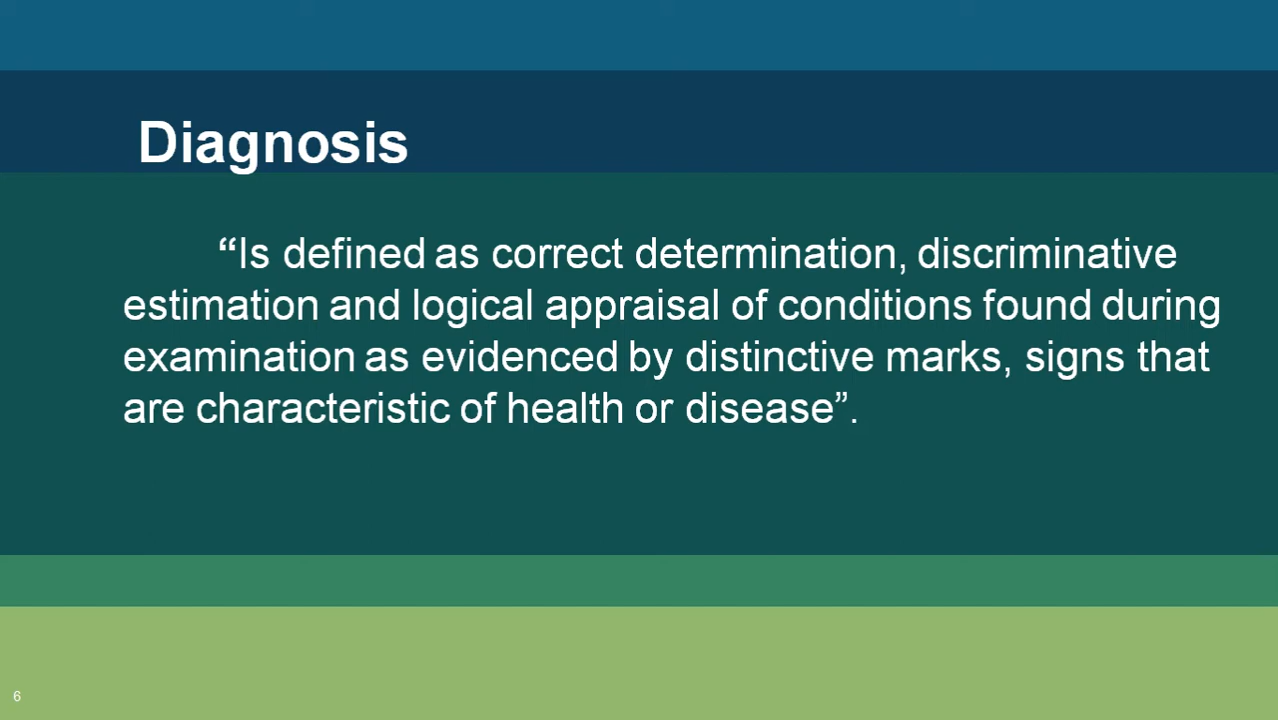 Diagnosis
“Is defined as correct determination, discriminative
estimation and logical appraisal of conditions found during
examination as evidenced by distinctive marks, signs that
are characteristic of health or disease”.
6